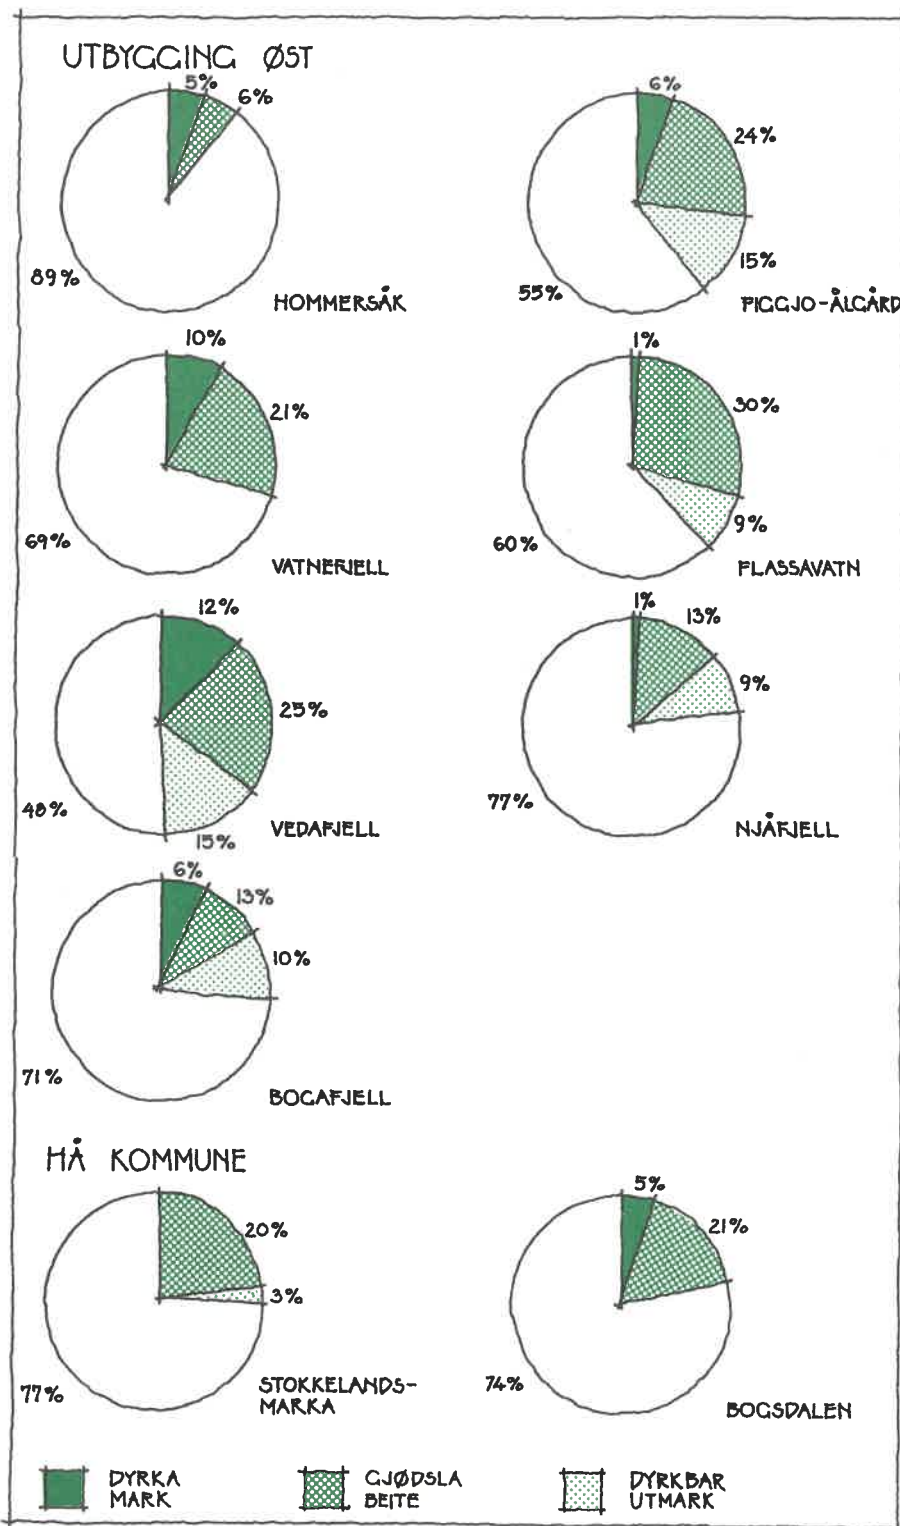 UTBYGGING ØST
5%
6%
89%
HOMMERSÅK
6%
24%
15%
55%
FIGGJO-ÅLGÅRD
10%
21%
69%
VATNEFJELL
1%
30%
9%
60%
FLASSAVATN
12%
25%
48%
15%
VEDAFJELL
1%
13%
9%
77%
NJÅFJELL
6%
13%
10%
71%
BOGAFJELL
HÅ KOMMUNE
20%
3%
77%
STOKKELANDS-
MARKA
5%
21%
74%
BOGSDALEN
DYRKA
MARK
GJØDSLA
BEITE
DYRKBAR
UTMARK